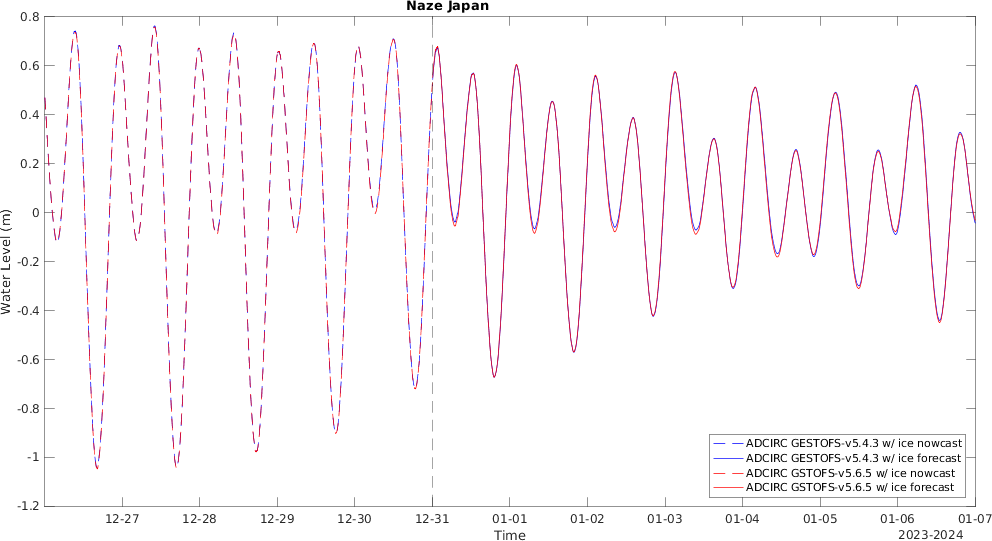 Naze Japan
0.8
0.6
0.4
0.2
0
-0.2
-0.4
-0.6
-0.8
-1
-1.2
Water Level (m)
ADCIRC GESTOFS-v5.4.3 w/ ice nowcast
ADCIRC GESTOFS-v5.4.3 w/ ice forecast
ADCIRC GSTOFS-v5.6.5 w/ ice nowcast
ADCIRC GSTOFS-v5.6.5 w/ ice forecast
12-27 12-28 12-29 12-30 12-31 01-01 01-02 01-03 01-04 01-05 01-06 01-07
Time
2023-2024